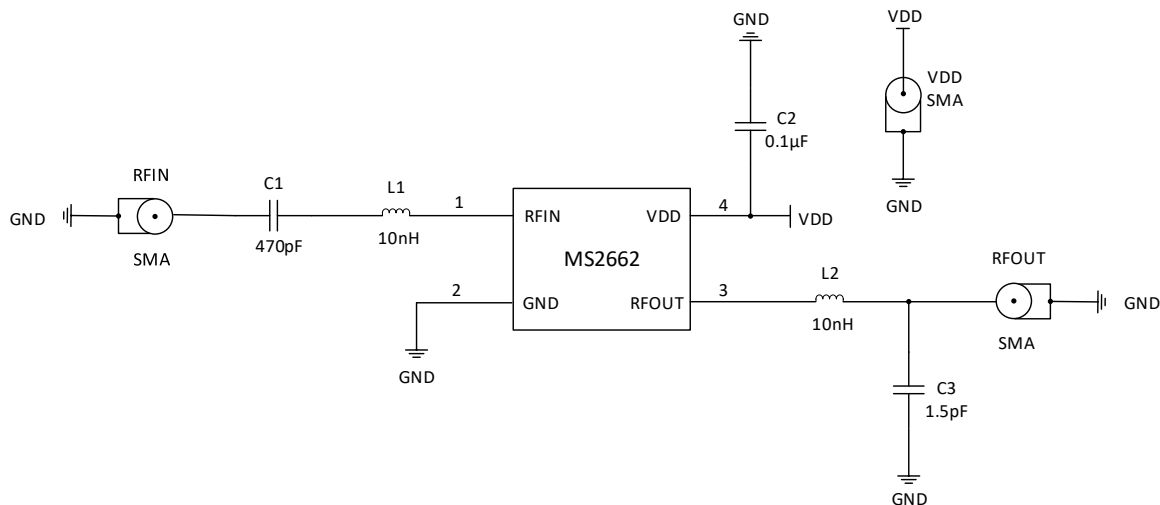 GND
VDD
VDD
SMA
C2
0.1µF
GND
RFIN
C1
L1
1
4
GND
RFIN
VDD
VDD
470pF
10nH
SMA
MS2662
2
GND
RFOUT
3
L2
10nH
RFOUT
GND
SMA
GND
C3
1.5pF
GND